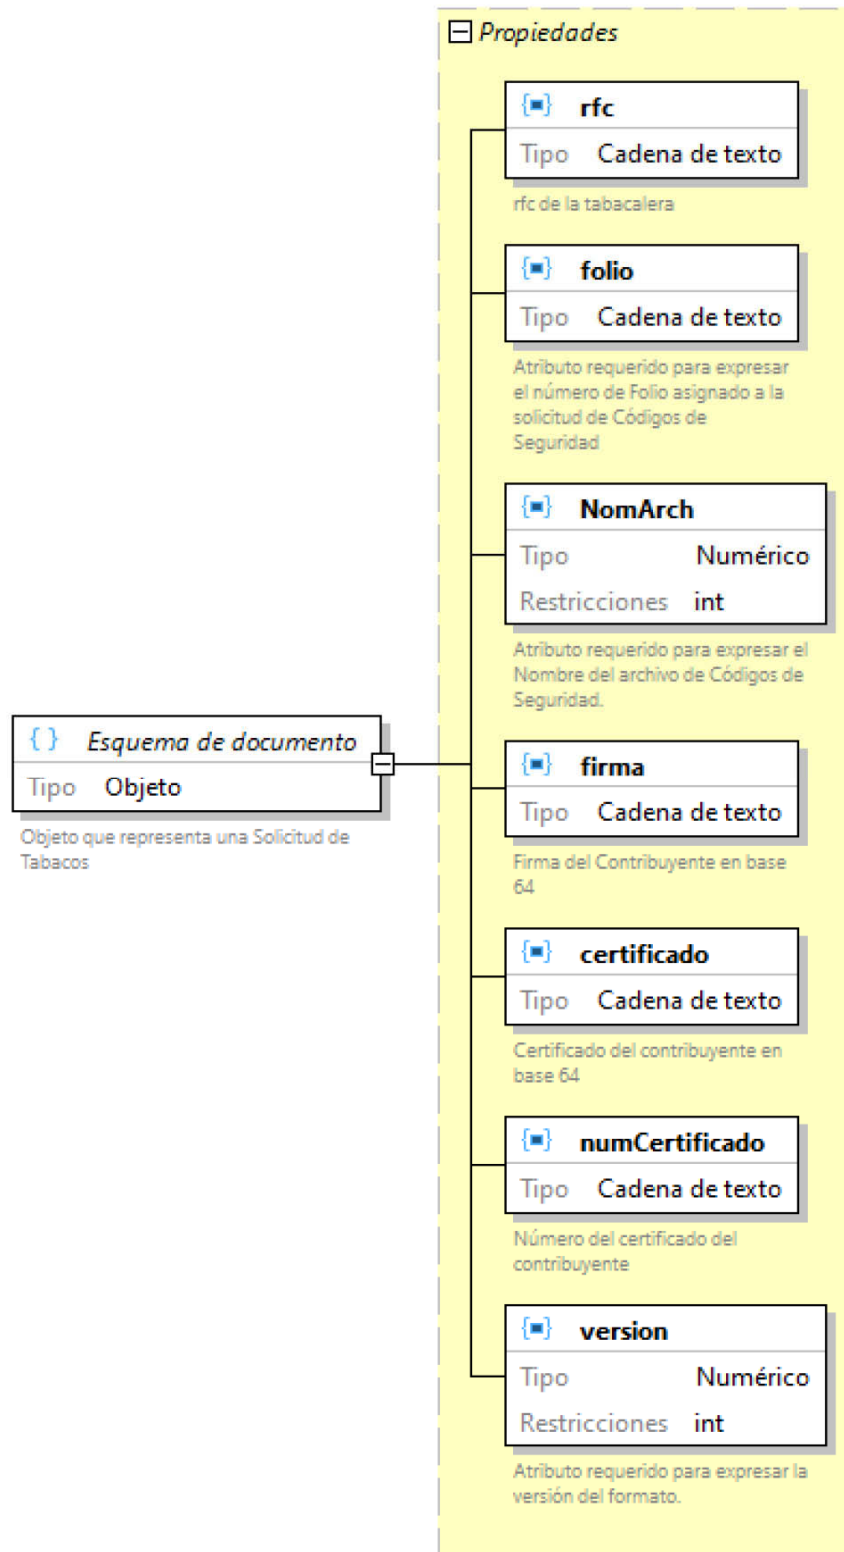 Propiedades
rfc
Tipo Cadena de texto
rfc de la tabacalera
folio
Tipo Cadena de texto
Atributo requerido para expresar
el número de Folio asignado a la
solicitud de Códigos de
Seguridad
NomArch
Tipo Numérico
Restricciones int
Atributo requerido para expresar el
Nombre del archivo de Códigos de
Seguridad.
Esquema de documento
Tipo Objeto
Objeto que representa una Solicitud de
Tabacos
firma
Tipo Cadena de texto
Firma del Contribuyente en base
64
certificado
Tipo Cadena de texto
Certificado del contribuyente en
base 64
numCertificado
Tipo Cadena de texto
Número del certificado del
contribuyente
version
Tipo Numérico
Restricciones int
Atributo requerido para expresar la
versión del formato.